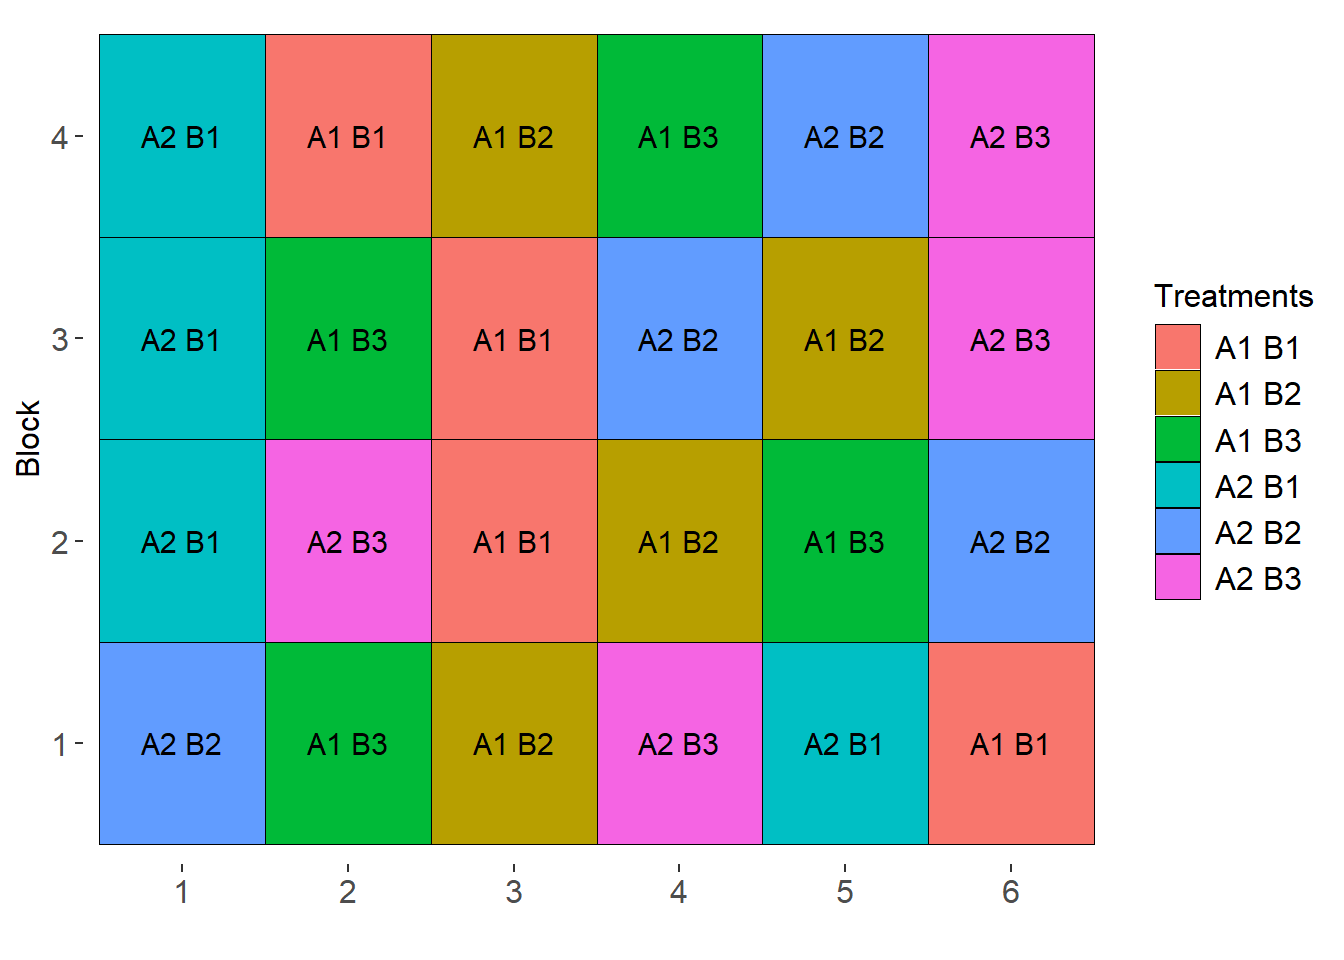 4
A2 B1 A1 B1 A1 B2 A1 B3 A2 B2 A2 B3
3
A2 B1 A1 B3 A1 B1 A2 B2 A1 B2 A2 B3
Block
2
A2 B1 A2 B3 A1 B1 A1 B2 A1 B3 A2 B2
1
A2 B2 A1 B3 A1 B2 A2 B3 A2 B1 A1 B1
1 2 3 4 5 6
Treatments
A1 B1
A1 B2
A1 B3
A2 B1
A2 B2
A2 B3